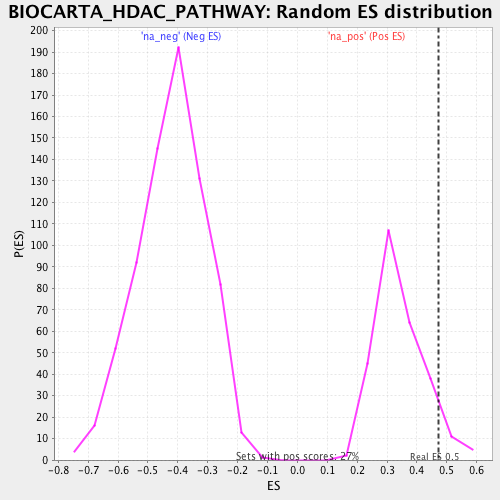 BIOCARTA_HDAC_PATHWAY: Random ES distribution
'na_neg' (Neg ES)
'na_pos' (Pos ES)
200
190
180
170
160
150
140
130
120
110
100
90
80
70
60
50
40
30
20
10
0
P(ES)
Sets with pos scores: 27%
Real ES 0.5
-0.8 -0.7 -0.6 -0.5 -0.4 -0.3 -0.2 -0.1 0.0 0.1 0.2 0.3 0.4 0.5 0.6
ES